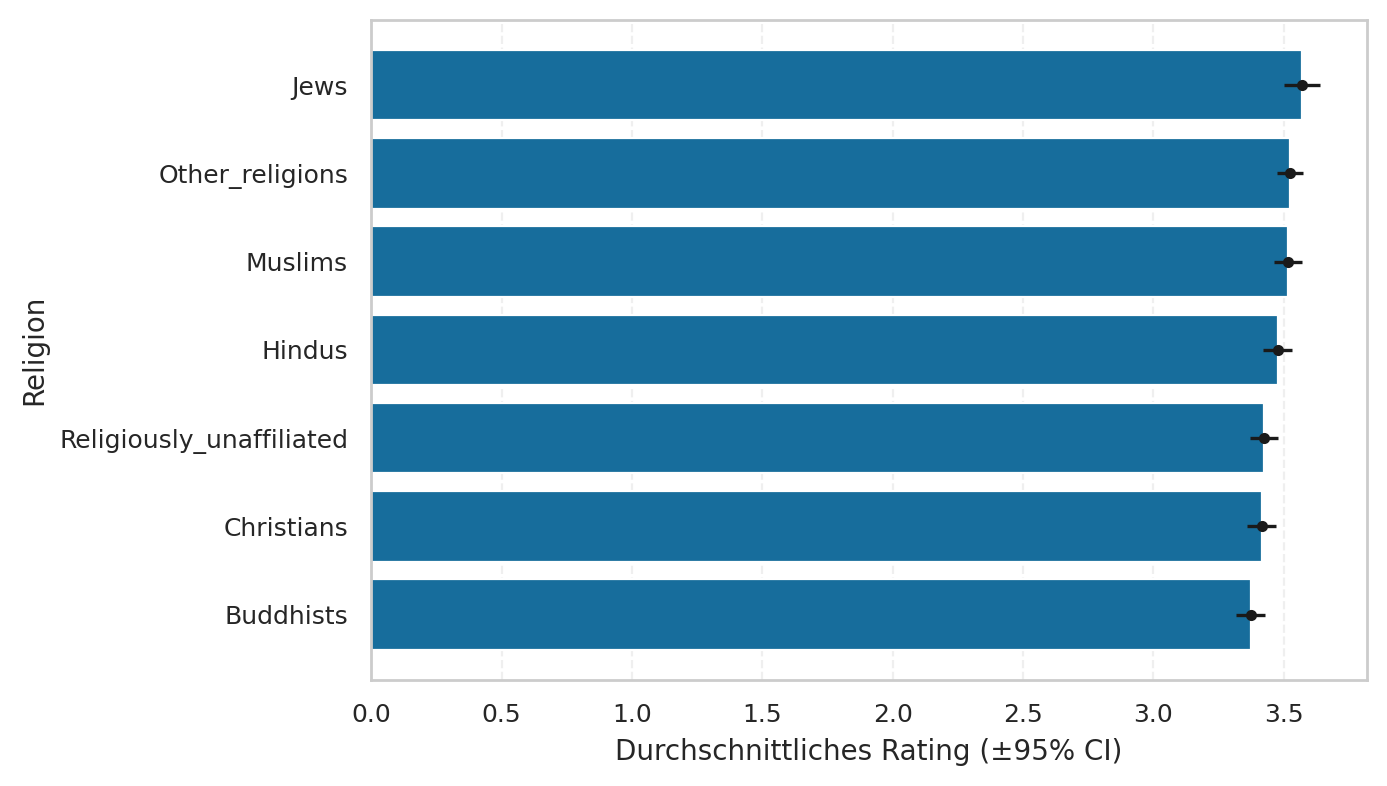 Jews
Other_religions
Muslims
Hindus
Religiously_unaffiliated
Christians
Buddhists
Religion
0.0 0.5 1.0 1.5 2.0 2.5 3.0 3.5
Durchschnittliches Rating (±95% CI)